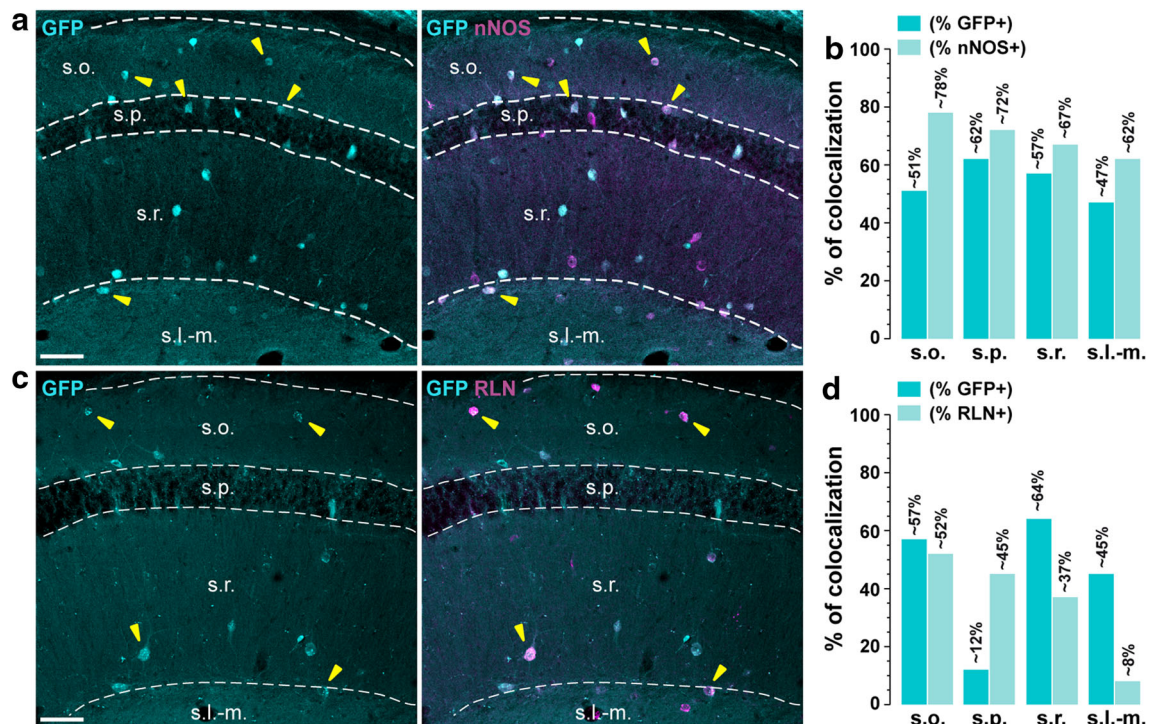 a
GFP
s.o.
s.p.
s.r.
s.l.-m.
GFP nNOS
b
(% GFP+)
(% nNOS+)
% of colocalization
100
80
60
40
20
0
~51%
~78%
~62%
~72%
~57%
~67%
~47%
~62%
s.o. s.p. s.r. s.l.-m.
c
GFP
GFP RLN
s.o.
s.o.
s.p.
s.p.
s.r.
s.r.
s.l.-m.
s.l.-m.
d
(% GFP+)
(% RLN+)
% of colocalization
100
80
60
40
20
0
~57%
~52%
~12%
~45%
~64%
~37%
~45%
~8%
s.o. s.p. s.r. s.l.-m.